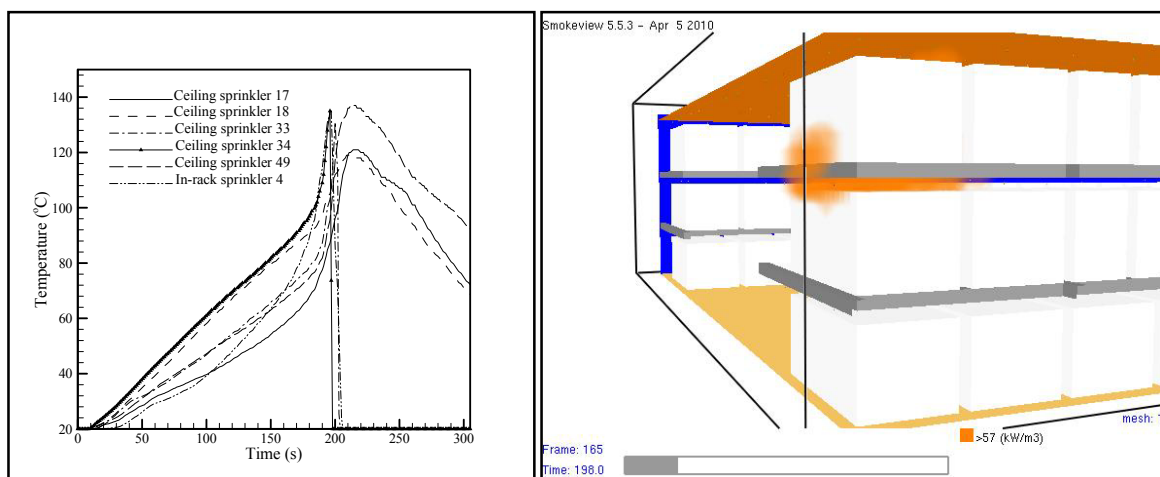 140
120
100
80
60
40
20
Temperature (°C)
Ceiling sprinkler 17
Ceiling sprinkler 18
Ceiling sprinkler 33
Ceiling sprinkler 34
Ceiling sprinkler 49
In-rack sprinkler 4
0 50 100 150 200 250 300
Time (s)
Smokeview 5.5.3 - Apr 5 2010
mesh: 1
>57 (kW/m3)
Frame: 165
Time: 198.0